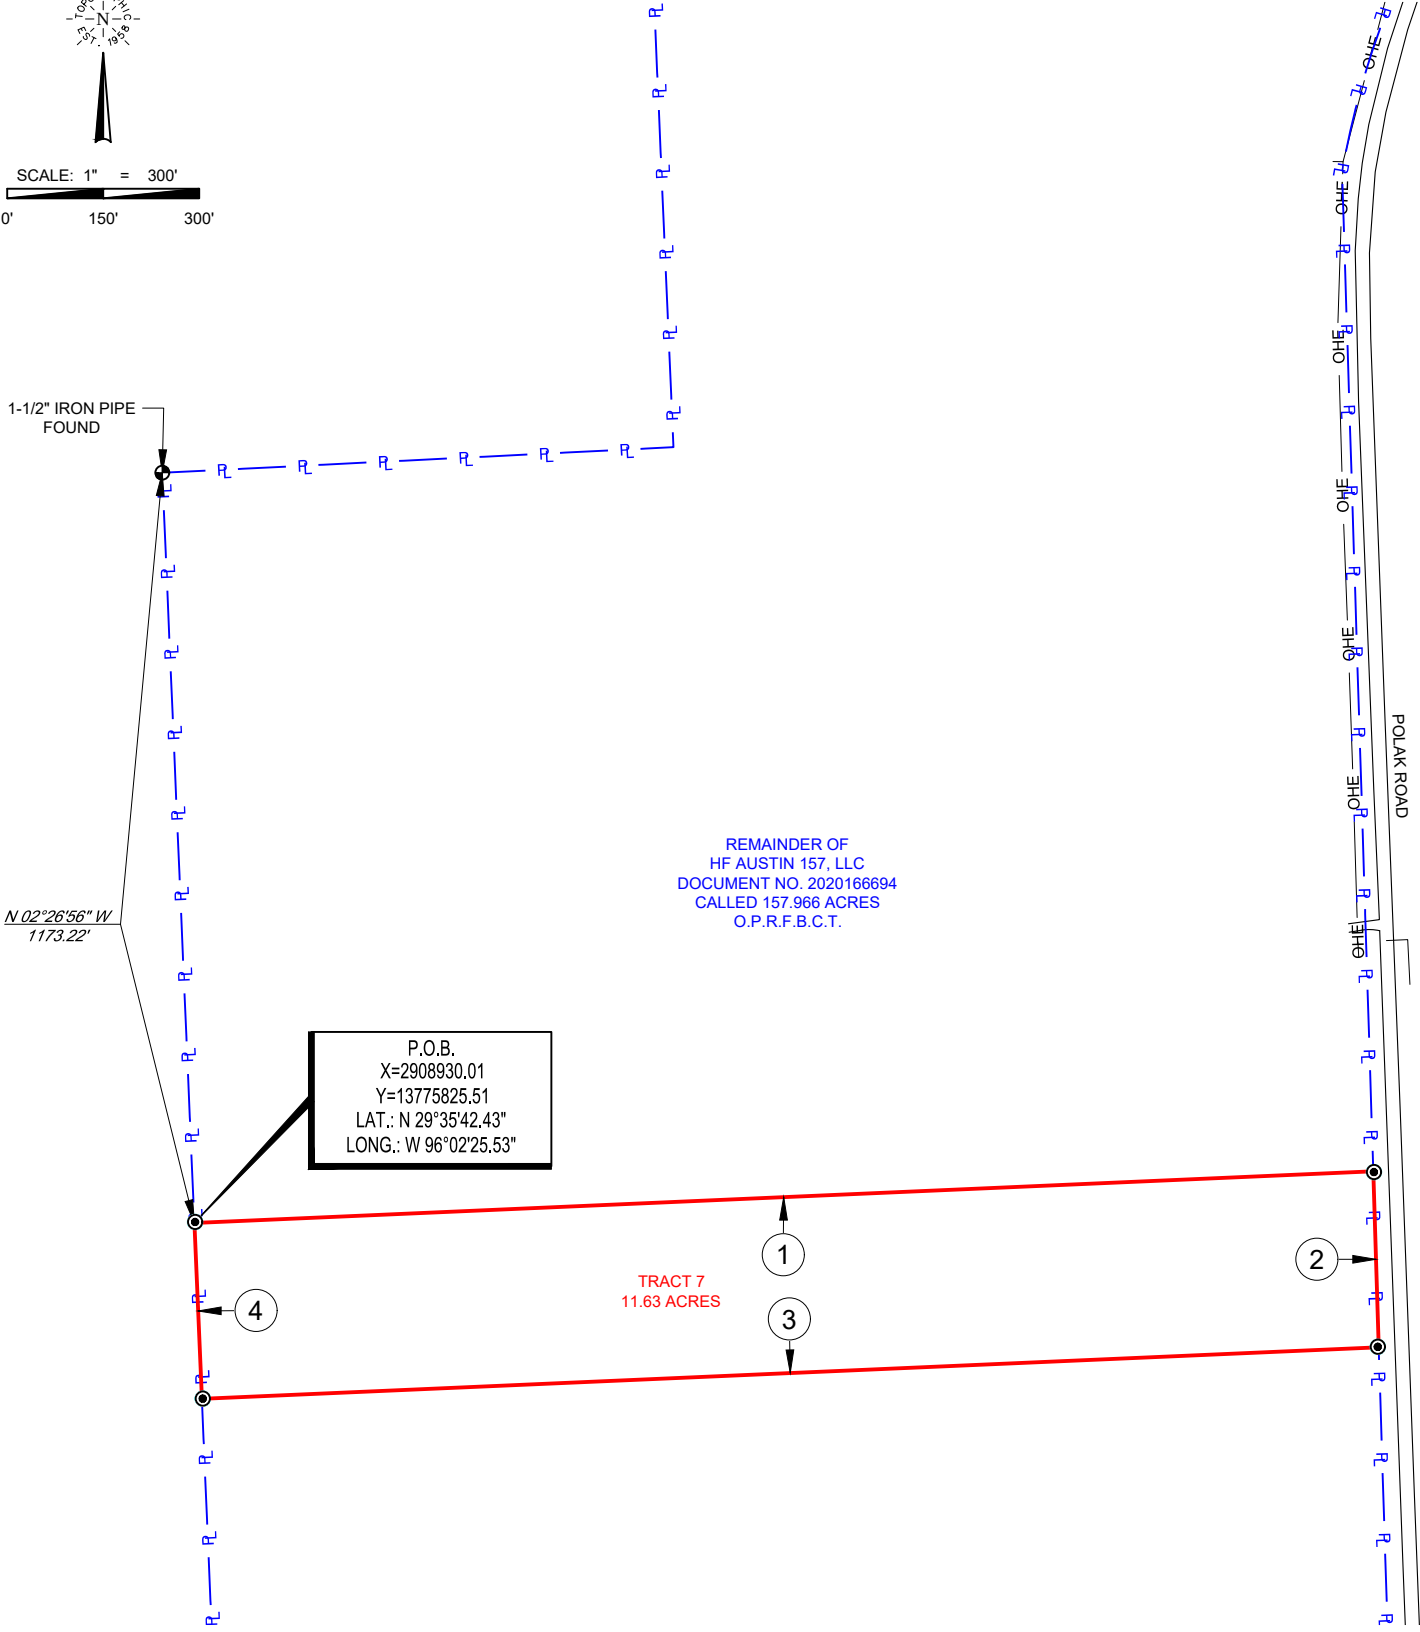 N
EST. 1958
SCALE: 1" = 300'
0' 150' 300'
OHE
OHE
OHE
1-1/2" IRON PIPE
FOUND
OHE
OHE
POLAK ROAD
OHE
REMAINDER OF
HF AUSTIN 157, LLC
DOCUMENT NO. 2020166694
CALLED 157.966 ACRES
O.P.R.F.B.C.T.
N 02°26'56" W
1173.22'
OHE
P.O.B.
X=2908930.01
Y=13775825.51
LAT.: N 29°35'42.43"
LONG.: W 96°02'25.53"
1
2
TRACT 7
11.63 ACRES
4
3